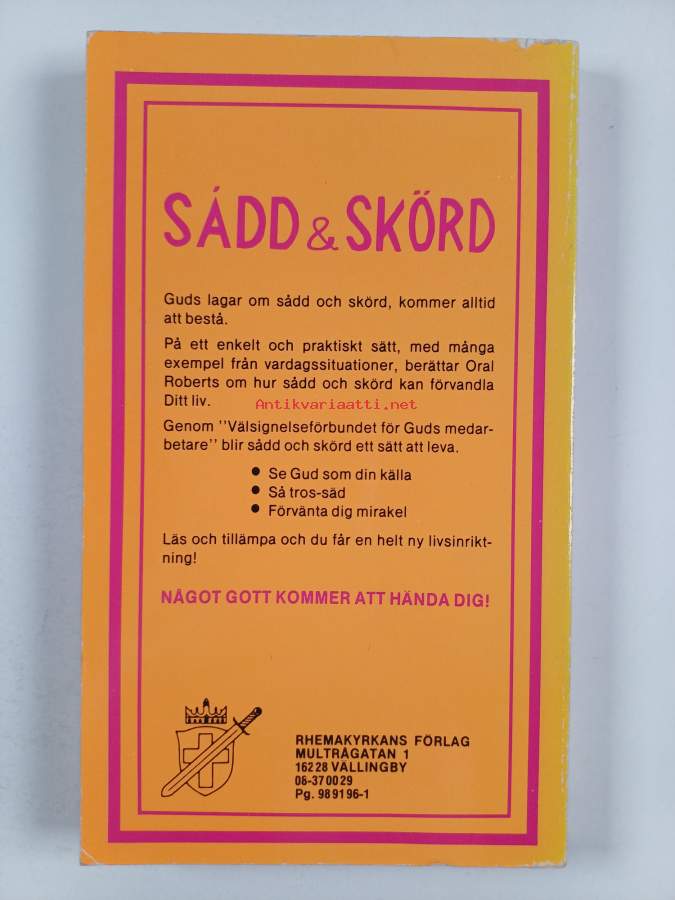 SÅDD & SKÖRD
Guds lagar om sådd och skörd, kommer alltid
att bestå.
På ett enkelt och praktiskt sätt, med många
exempel från vardagssituationer, berättar Oral
Roberts om hur sådd och skörd kan förvandla
Ditt liv.
Antikvariaatti.net
Genom ''Välsignelseförbundet för Guds medar-
betare'' blir sådd och skörd ett sätt att leva.
● Se Gud som din källa
● Så tros-säd
● Förvänta dig mirakel
Läs och tillämpa och du får en helt ny livsinrikt-
ning!
NÅGOT GOTT KOMMER ATT HÄNDA DIG!
RHEMAKYRKANS FÖRLAG
MULTRÅGATAN 1
162 28 VÄLLINGBY
08-37 00 29
Pg. 98 91 96-1